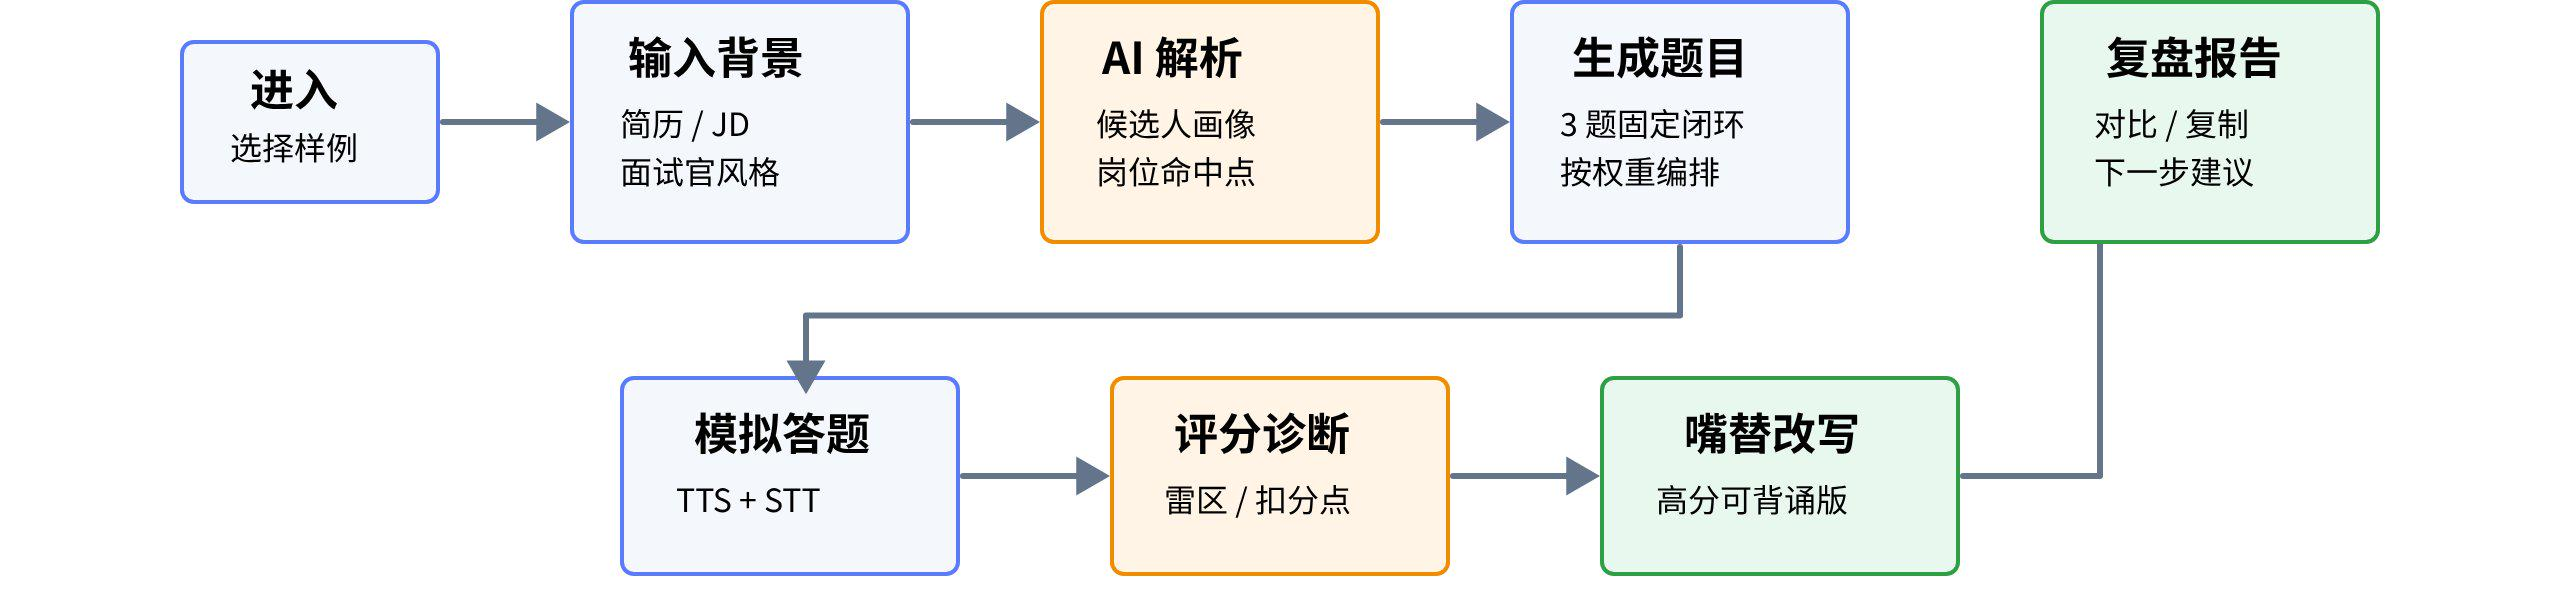 进入
选择样例
输入背景
简历 / JD
面试官风格
AI 解析
候选人画像
岗位命中点
生成题目
3 题固定闭环
按权重编排
复盘报告
对比 / 复制
下一步建议
模拟答题
TTS + STT
评分诊断
雷区 / 扣分点
嘴替改写
高分可背诵版